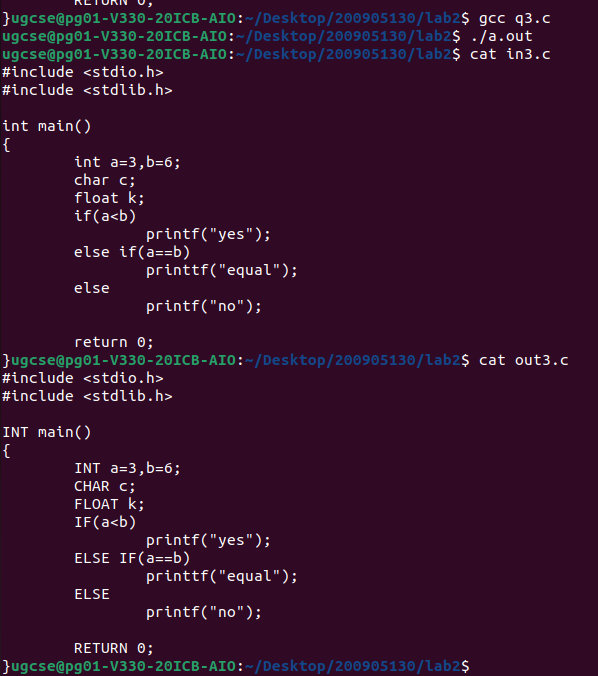 RETURN 0;
}ugcse@pg01-V330-20ICB-AIO:~/Desktop/200905130/lab2$ gcc q3.c
ugcse@pg01-V330-20ICB-AIO:~/Desktop/200905130/lab2$ ./a.out
ugcse@pg01-V330-20ICB-AIO:~/Desktop/200905130/lab2$ cat in3.c
#include <stdio.h>
#include <stdlib.h>

int main()
{
        int a=3,b=6;
        char c;
        float k;
        if(a<b)
                printf("yes");
        else if(a==b)
                printtf("equal");
        else
                printf("no");

        return 0;
}ugcse@pg01-V330-20ICB-AIO:~/Desktop/200905130/lab2$ cat out3.c
#include <stdio.h>
#include <stdlib.h>

INT main()
{
        INT a=3,b=6;
        CHAR c;
        FLOAT k;
        IF(a<b)
                printf("yes");
        ELSE IF(a==b)
                printtf("equal");
        ELSE
                printf("no");

        RETURN 0;
}ugcse@pg01-V330-20ICB-AIO:~/Desktop/200905130/lab2$